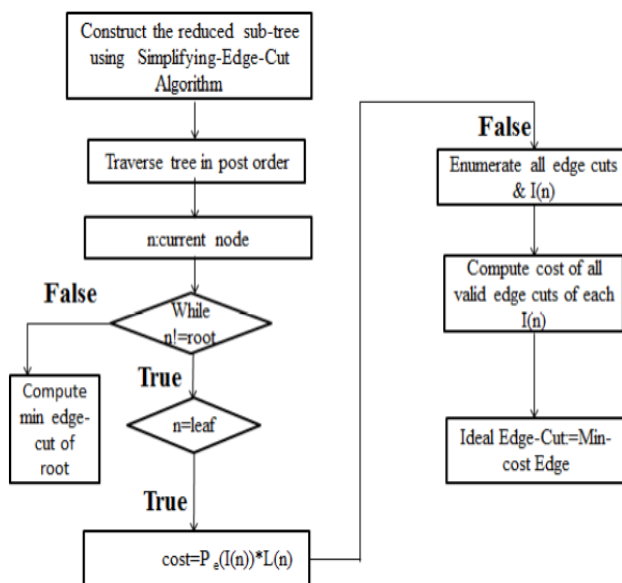 Construct the reduced sub-tree
using Simplifying-Edge-Cut
Algorithm
Traverse tree in post order
n:current node
False
While
n!=root
True
Compute
min edge-
cut of
root
n=leaf
True
cost=Pe(I(n))*L(n)
False
Enumerate all edge cuts
& I(n)
Compute cost of all
valid edge cuts of each
I(n)
Ideal Edge-Cut:=Min-
cost Edge